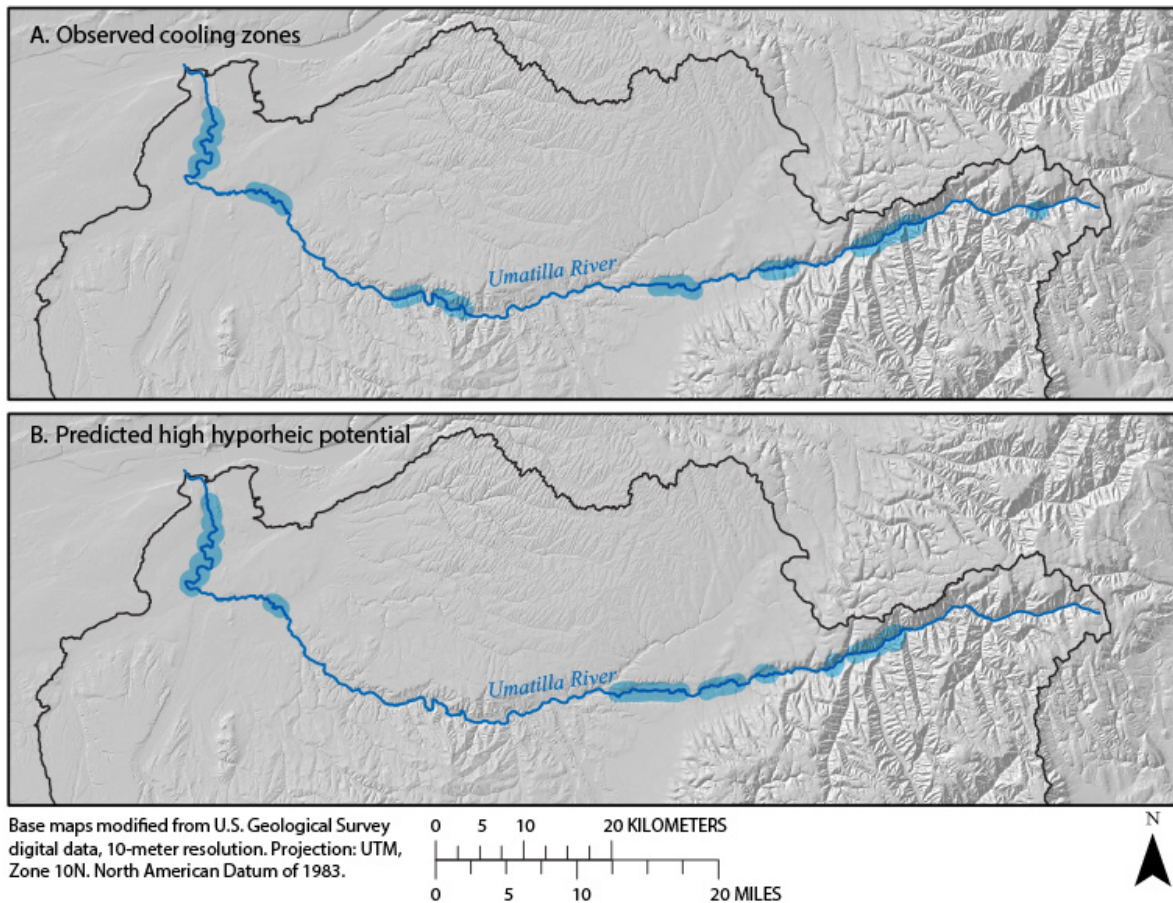 A. Observed cooling zones
Umatilla River
B. Predicted high hyporheic potential
Umatilla River
Base maps modified from U.S. Geological Survey
digital data, 10-meter resolution. Projection: UTM,
Zone 10N. North American Datum of 1983.
0 5 10 20 KILOMETERS
0 5 10 20 MILES
N